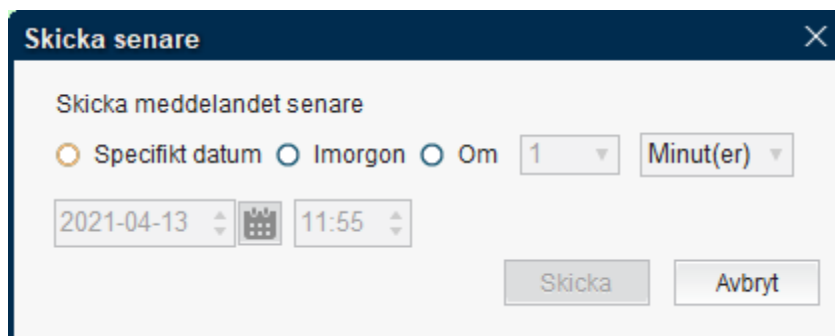 Skicka senare
Skicka meddelandet senare
Specifikt datum Imorgon Om 1 Minut(er)
2021-04-13 11:55
Skicka Avbryt